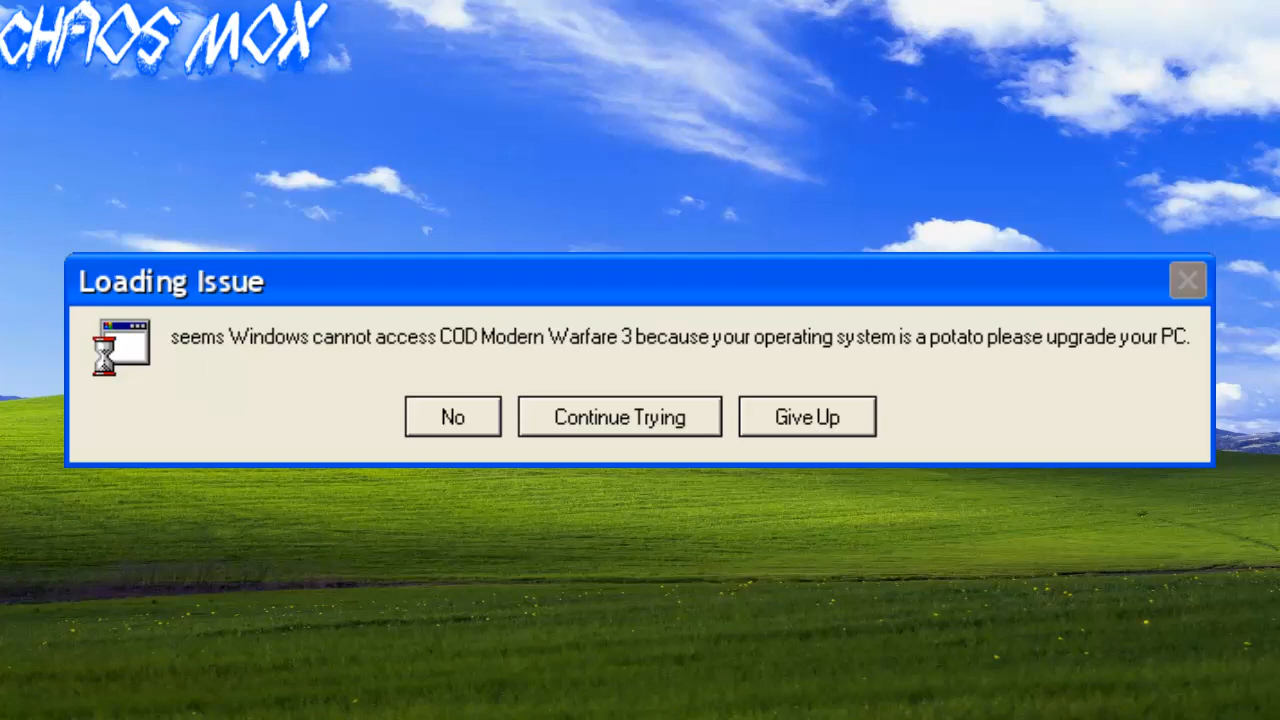 CHAOS MOX
Loading Issue
seems Windows cannot access COD Modern Warfare 3 because your operating system is a potato please upgrade your PC.
No
Continue Trying
Give Up